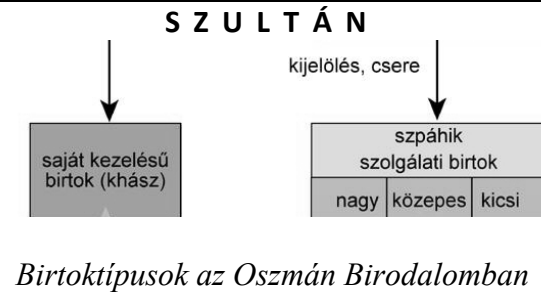 S Z U L T Á N
kijelölés, csere
saját kezelésű
birtok (khász)
szpáhik
szolgálati birtok
nagy közepes kicsi
Birtoktípusok az Oszmán Birodalomban